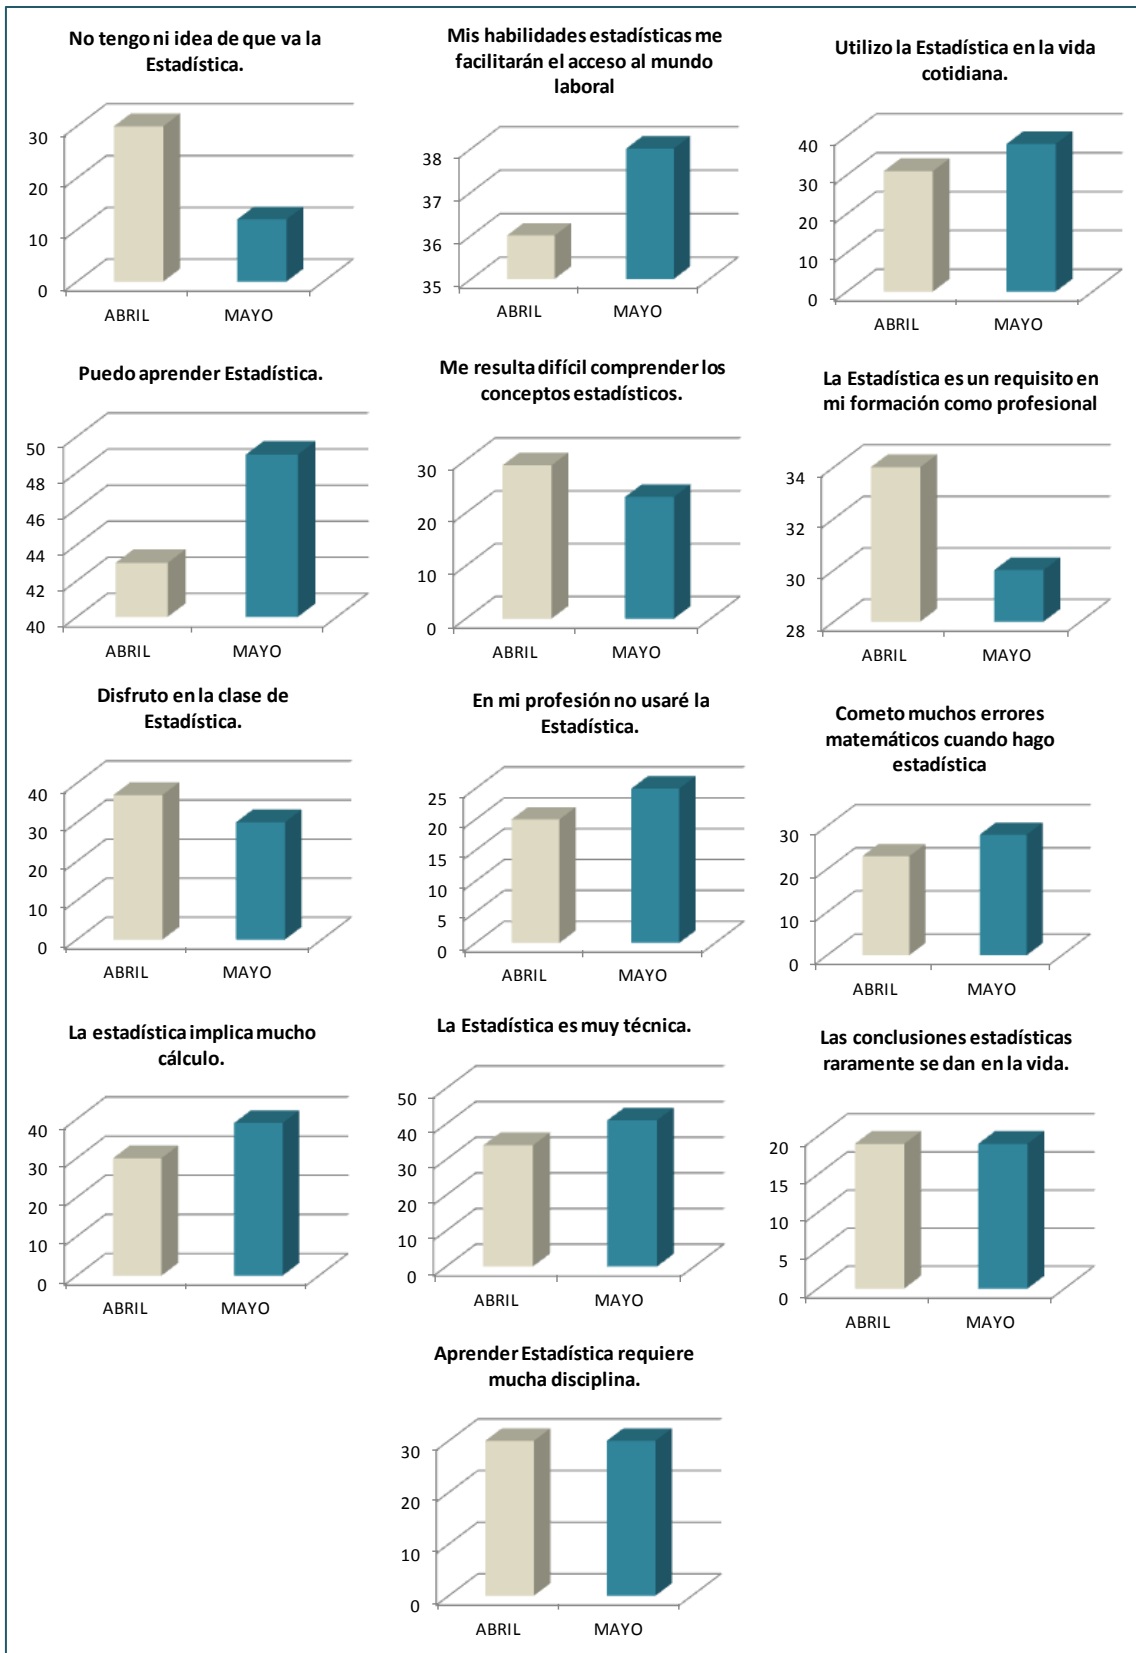 No tengo ni idea de que va la
Estadística.
30
20
10
0
ABRIL
MAYO
Mis habilidades estadísticas me
facilitarán el acceso al mundo
laboral
38
37
36
35
ABRIL
MAYO
Utilizo la Estadística en la vida
cotidiana.
40
30
20
10
0
ABRIL
MAYO
Puedo aprender Estadística.
50
48
46
44
42
40
ABRIL
MAYO
Me resulta difícil comprender los
conceptos estadísticos.
30
20
10
0
ABRIL
MAYO
La Estadística es un requisito en
mi formación como profesional
34
32
30
28
ABRIL
MAYO
Disfruto en la clase de
Estadística.
40
30
20
10
0
ABRIL
MAYO
En mi profesión no usaré la
Estadística.
25
20
15
10
5
0
ABRIL
MAYO
Cometo muchos errores
matemáticos cuando hago
estadística
30
20
10
0
ABRIL
MAYO
La estadística implica mucho
cálculo.
40
30
20
10
0
ABRIL
MAYO
La Estadística es muy técnica.
50
40
30
20
10
0
ABRIL
MAYO
Las conclusiones estadísticas
raramente se dan en la vida.
20
15
10
5
0
ABRIL
MAYO
Aprender Estadística requiere
mucha disciplina.
30
20
10
0
ABRIL
MAYO